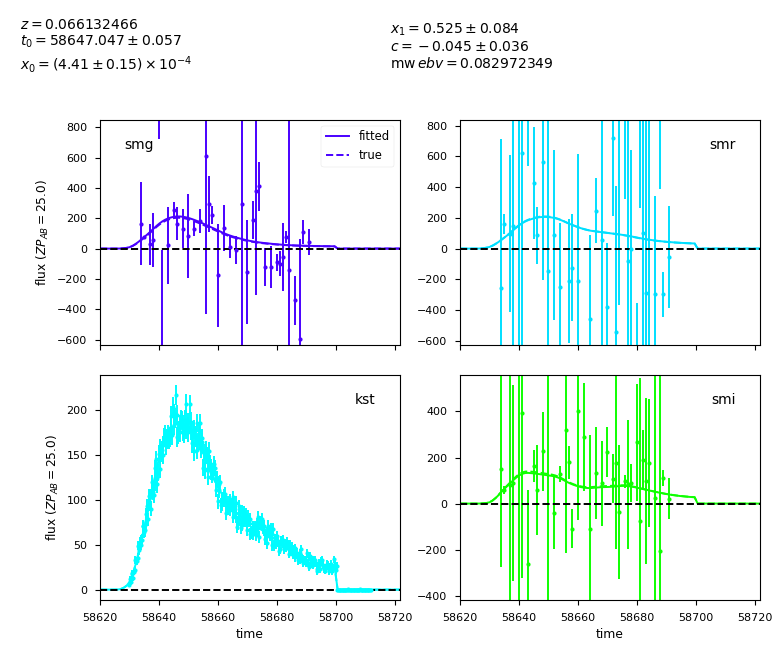 z = 0.066132466
t₀ = 58647.047 ± 0.057
x₀ = (4.41 ± 0.15) × 10⁻⁴
x₁ = 0.525 ± 0.084
c = −0.045 ± 0.036
mw ebv = 0.082972349
smg
fitted
true
800
600
400
200
0
−200
−400
−600
flux (ZP_AB = 25.0)
smr
800
600
400
200
0
−200
−400
−600
kst
200
150
100
50
0
flux (ZP_AB = 25.0)
58620 58640 58660 58680 58700 58720
time
smi
400
200
0
−200
−400
58620 58640 58660 58680 58700 58720
time